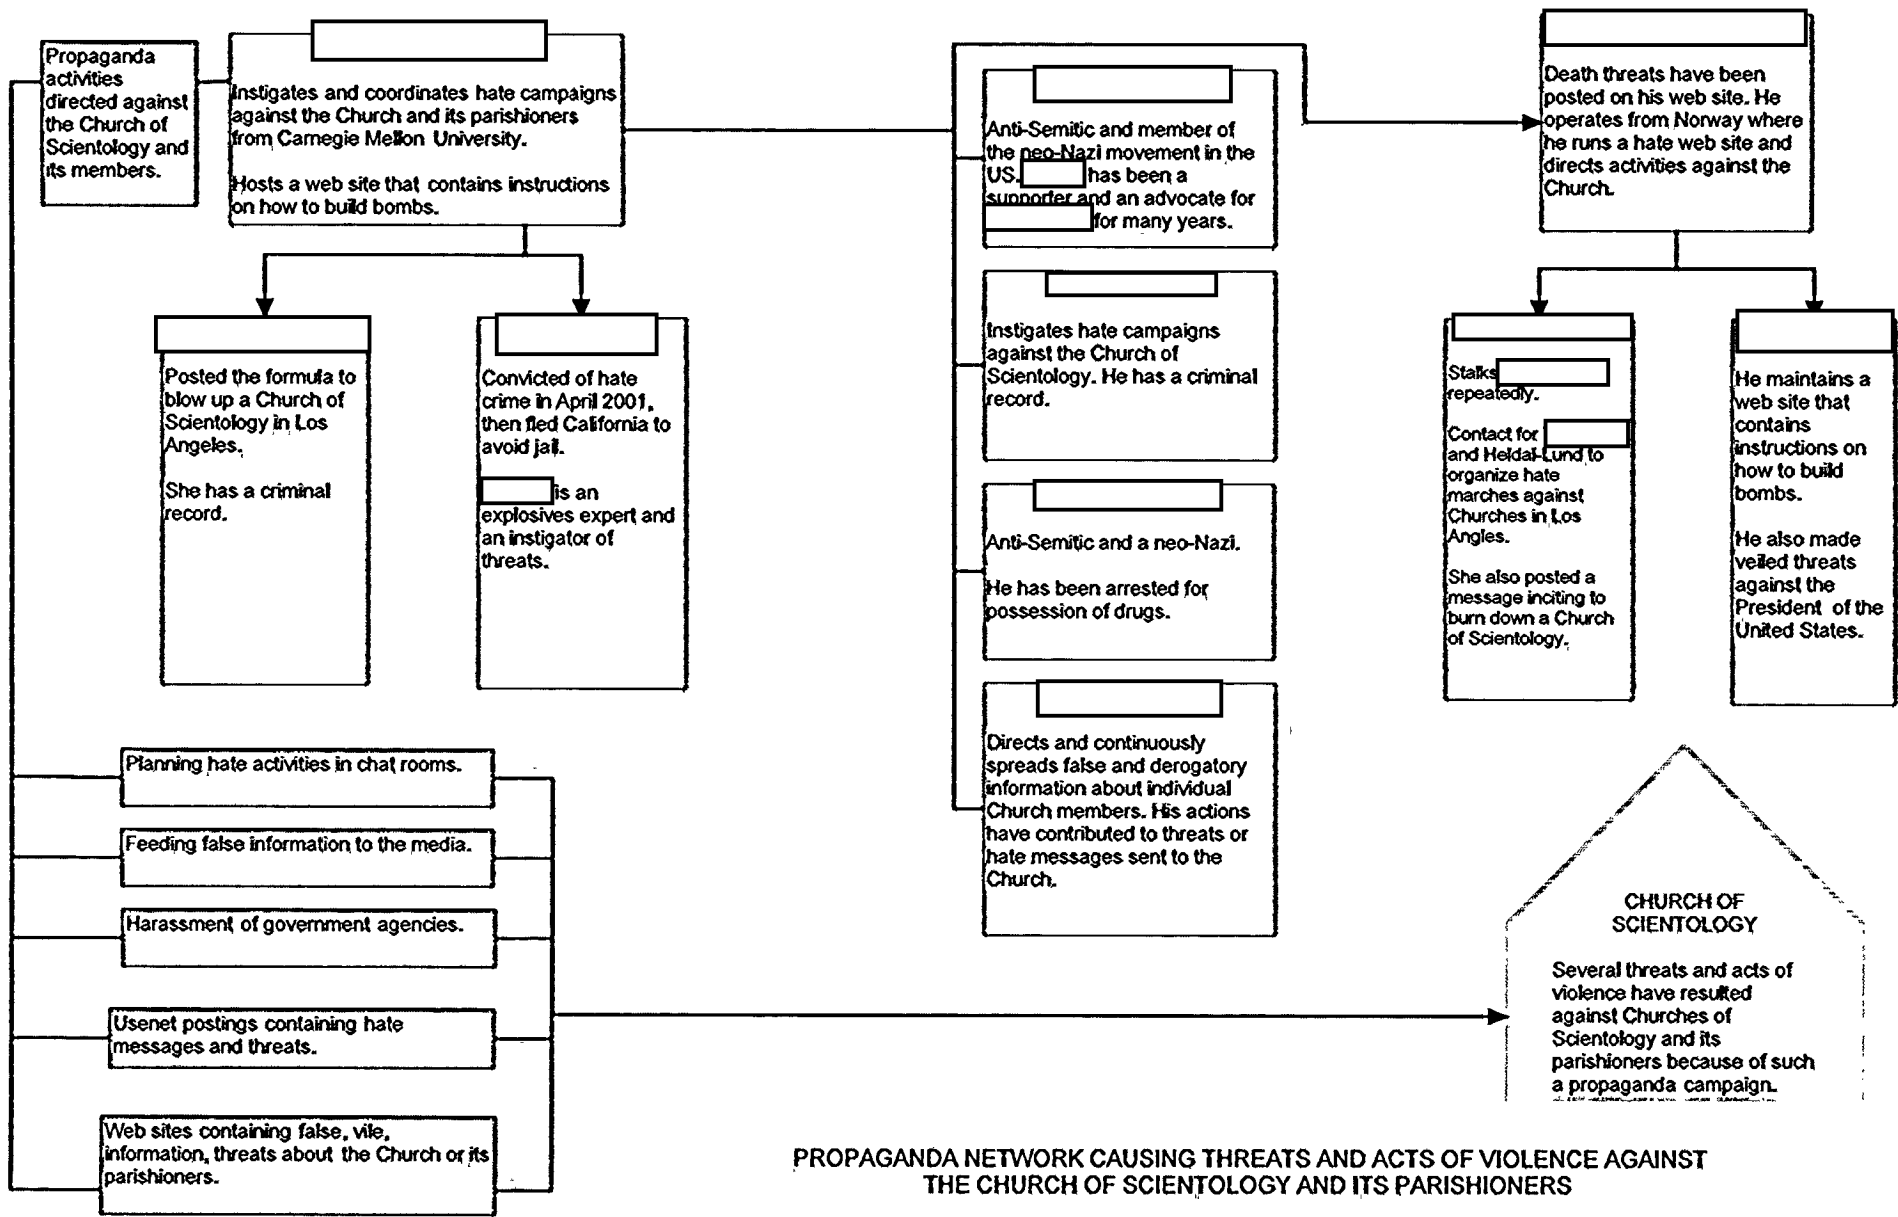 Propaganda
activities
directed against
the Church of
Scientology and
its members.
Instigates and coordinates hate campaigns
against the Church and its parishioners
from Carnegie Mellon University.
Hosts a web site that contains instructions
on how to build bombs.
Posted the formula to
blow up a Church of
Scientology in Los
Angeles.
She has a criminal
record.
Convicted of hate
crime in April 2001,
then fled California to
avoid jail.
is an
explosives expert and
an instigator of
threats.
Anti-Semitic and member of
the neo-Nazi movement in the
US. has been a
supporter and an advocate for
for many years.
Instigates hate campaigns
against the Church of
Scientology. He has a criminal
record.
Anti-Semitic and a neo-Nazi.
He has been arrested for
possession of drugs.
Directs and continuously
spreads false and derogatory
information about individual
Church members. His actions
have contributed to threats or
hate messages sent to the
Church.
Death threats have been
posted on his web site. He
operates from Norway where
he runs a hate web site and
directs activities against the
Church.
Stalks
repeatedly.
Contact for
and Heldal-Lund to
organize hate
marches against
Churches in Los
Angles.
She also posted a
message inciting to
burn down a Church
of Scientology.
He maintains a
web site that
contains
instructions on
how to build
bombs.
He also made
veiled threats
against the
President of the
United States.
Planning hate activities in chat rooms.
Feeding false information to the media.
Harassment of government agencies.
Usenet postings containing hate
messages and threats.
Web sites containing false, vile,
information, threats about the Church or its
parishioners.
CHURCH OF
SCIENTOLOGY
Several threats and acts of
violence have resulted
against Churches of
Scientology and its
parishioners because of such
a propaganda campaign.
PROPAGANDA NETWORK CAUSING THREATS AND ACTS OF VIOLENCE AGAINST
THE CHURCH OF SCIENTOLOGY AND ITS PARISHIONERS